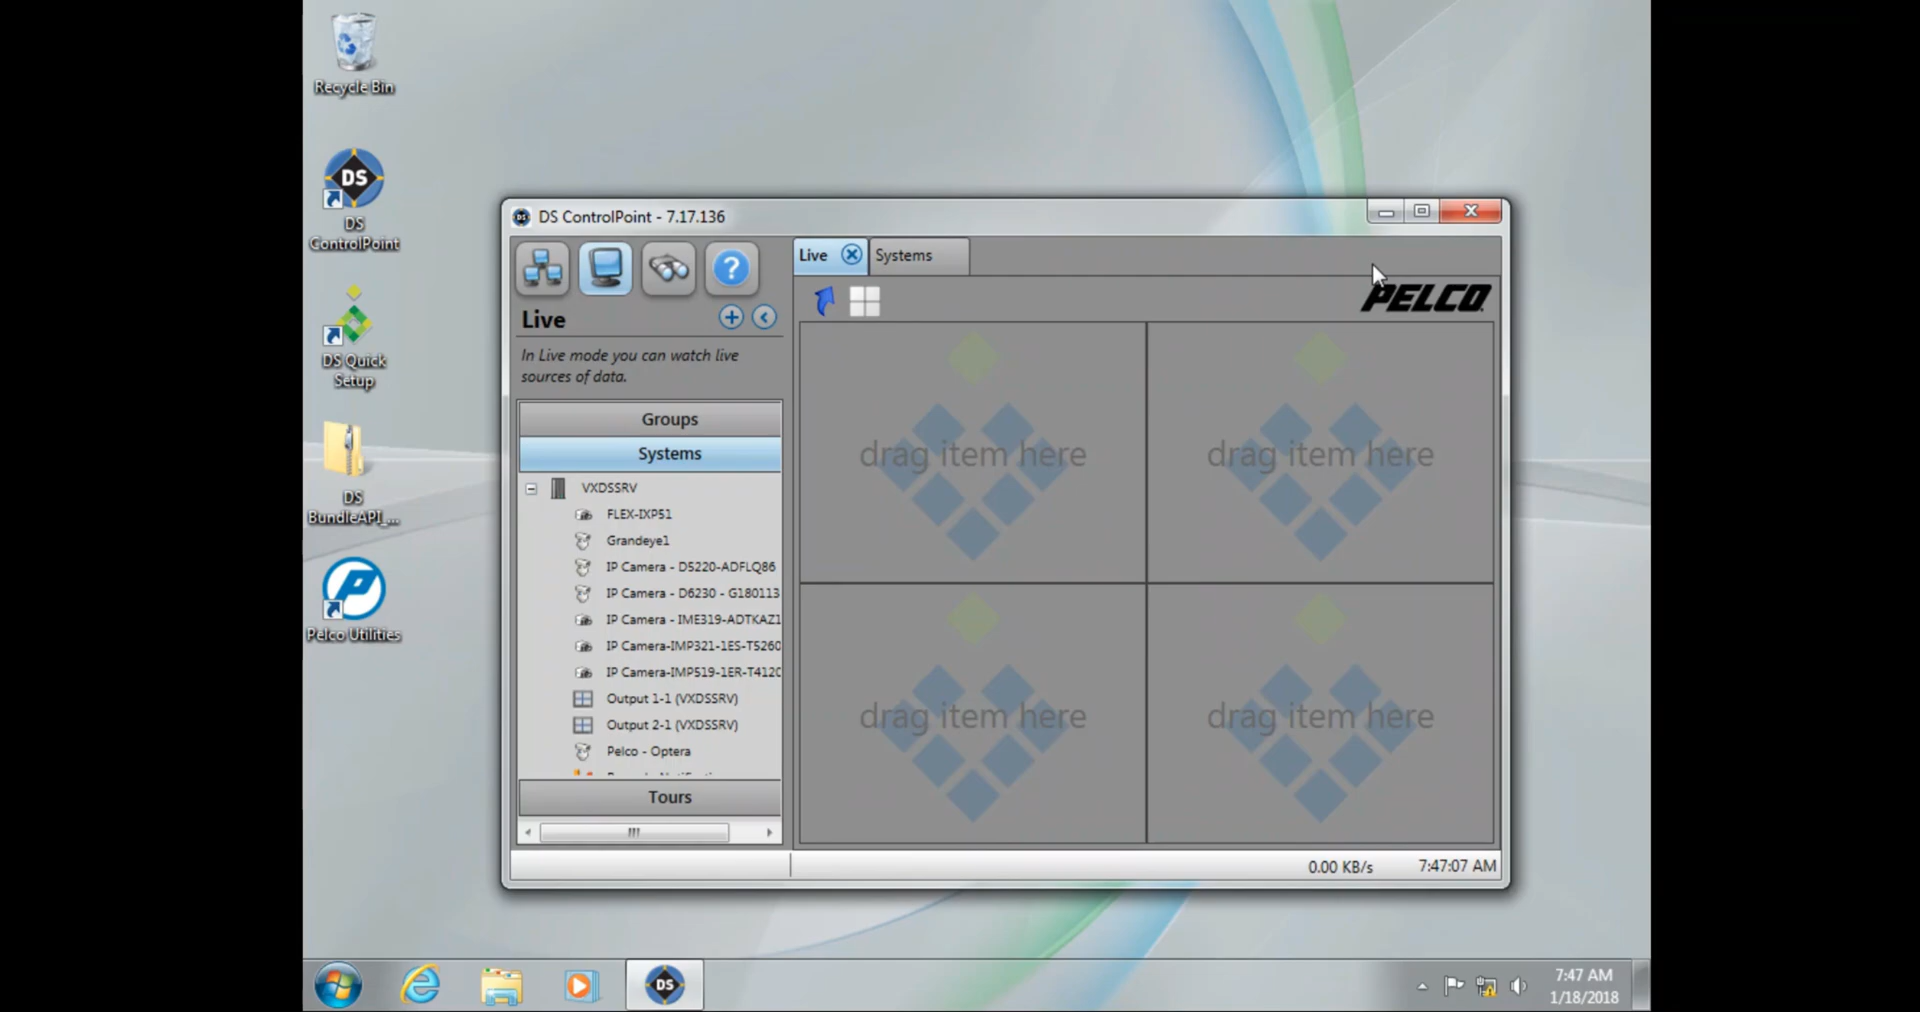 Recycle Bin
DS
DS
ControlPoint
DS Quick
Setup
DS
BundleAPI_...
Pelco Utilities
DS ControlPoint - 7.17.136
Live
Systems
PELCO
Live
In Live mode you can watch live
sources of data.
Groups
Systems
VXDSSRV
FLEX-IXP51
Grandeye1
IP Camera - D5220-ADFLQ86
IP Camera - D6230 - G180113
IP Camera - IME319-ADTKAZ1
IP Camera-IMP321-1ES-T5260
IP Camera-IMP519-1ER-T412C
Output 1-1 (VXDSSRV)
Output 2-1 (VXDSSRV)
Pelco - Optera
Tours
drag item here
drag item here
drag item here
drag item here
0.00 KB/s
7:47:07 AM
DS
7:47 AM
1/18/2018